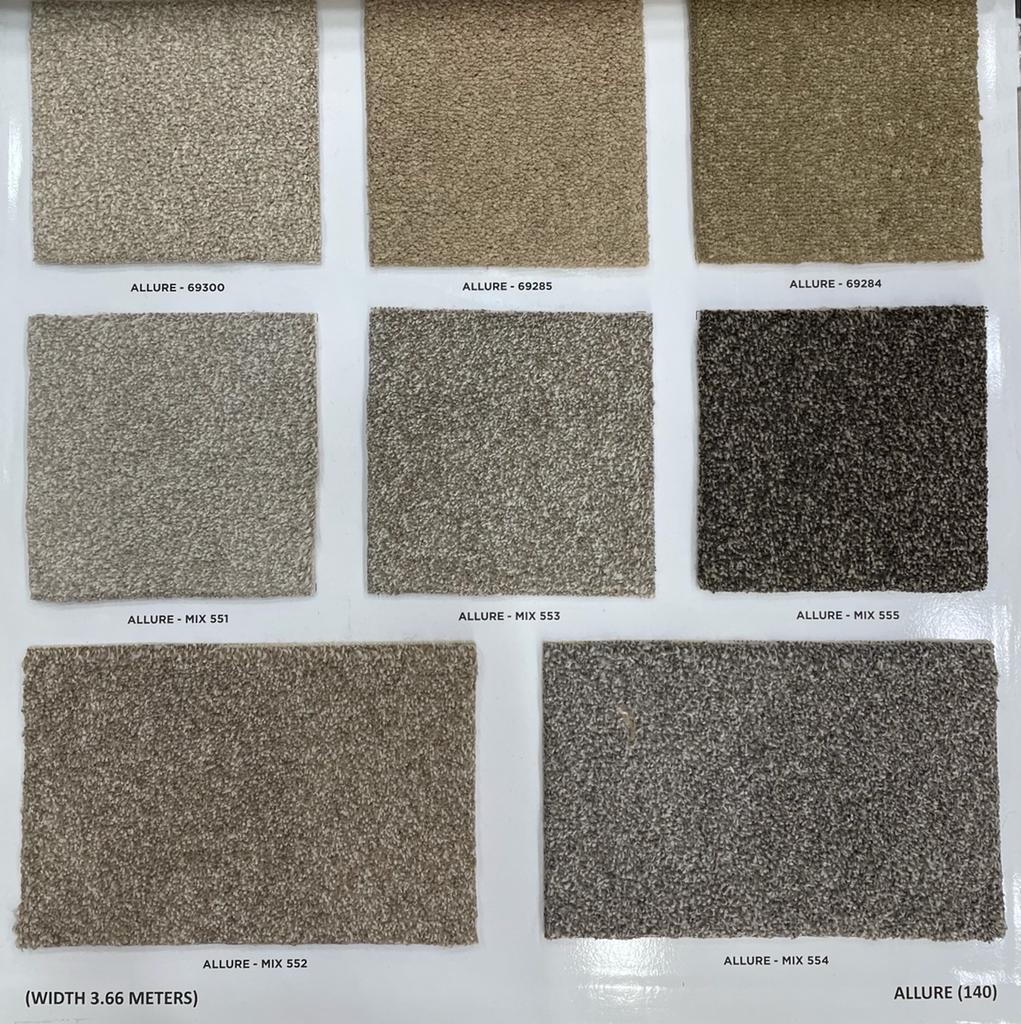 ALLURE - 69300
ALLURE - 69285
ALLURE - 69284
ALLURE - MIX 551
ALLURE - MIX 553
ALLURE - MIX 555
ALLURE - MIX 552
ALLURE - MIX 554
(WIDTH 3.66 METERS)
ALLURE (140)